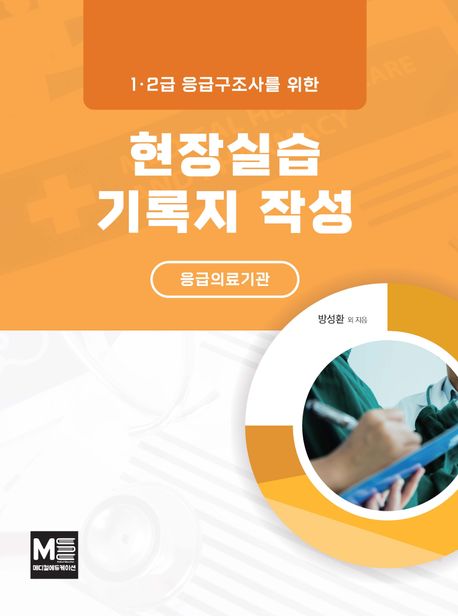 1·2급 응급구조사를 위한
현장실습
기록지 작성
응급의료기관
방성환 외 지음
메디컬에듀케이션